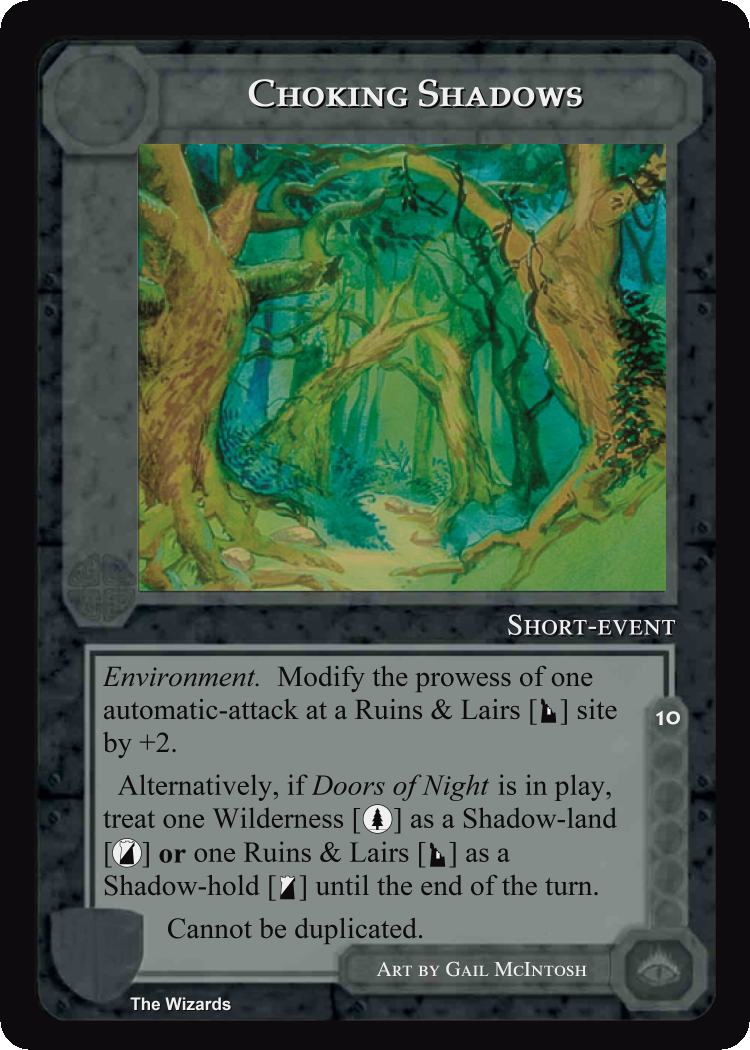 Choking Shadows
Short-event
Environment. Modify the prowess of one
automatic-attack at a Ruins & Lairs [] site
by +2.
10
Alternatively, if Doors of Night is in play,
treat one Wilderness [] as a Shadow-land
[] or one Ruins & Lairs [] as a
Shadow-hold [] until the end of the turn.
Cannot be duplicated.
Art by Gail McIntosh
The Wizards